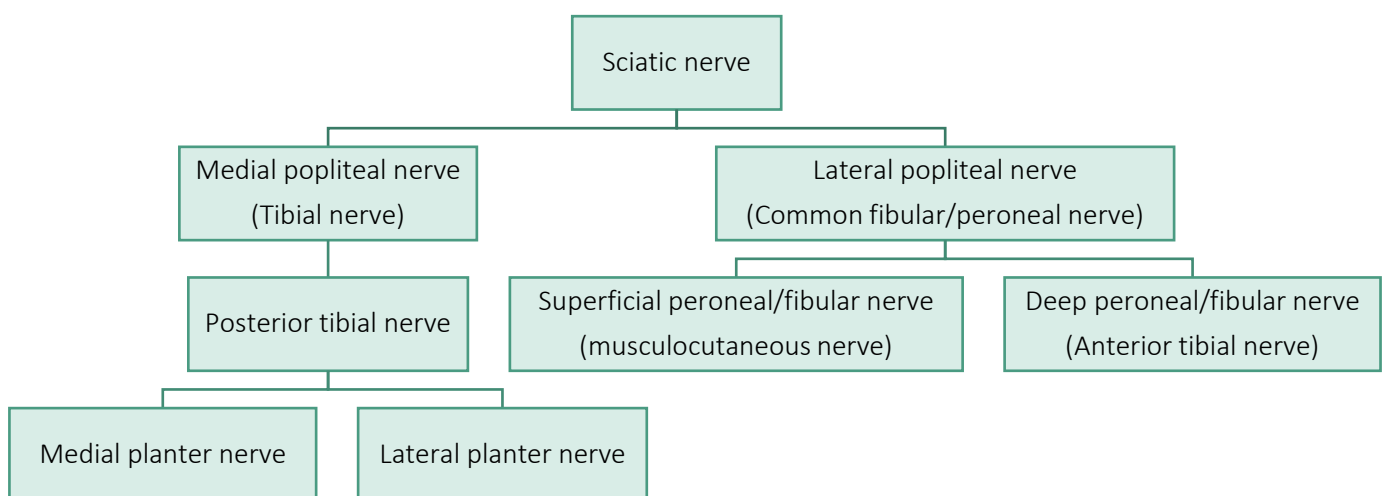 Sciatic nerve
Medial popliteal nerve
(Tibial nerve)
Lateral popliteal nerve
(Common fibular/peroneal nerve)
Posterior tibial nerve
Superficial peroneal/fibular nerve
(musculocutaneous nerve)
Deep peroneal/fibular nerve
(Anterior tibial nerve)
Medial planter nerve
Lateral planter nerve